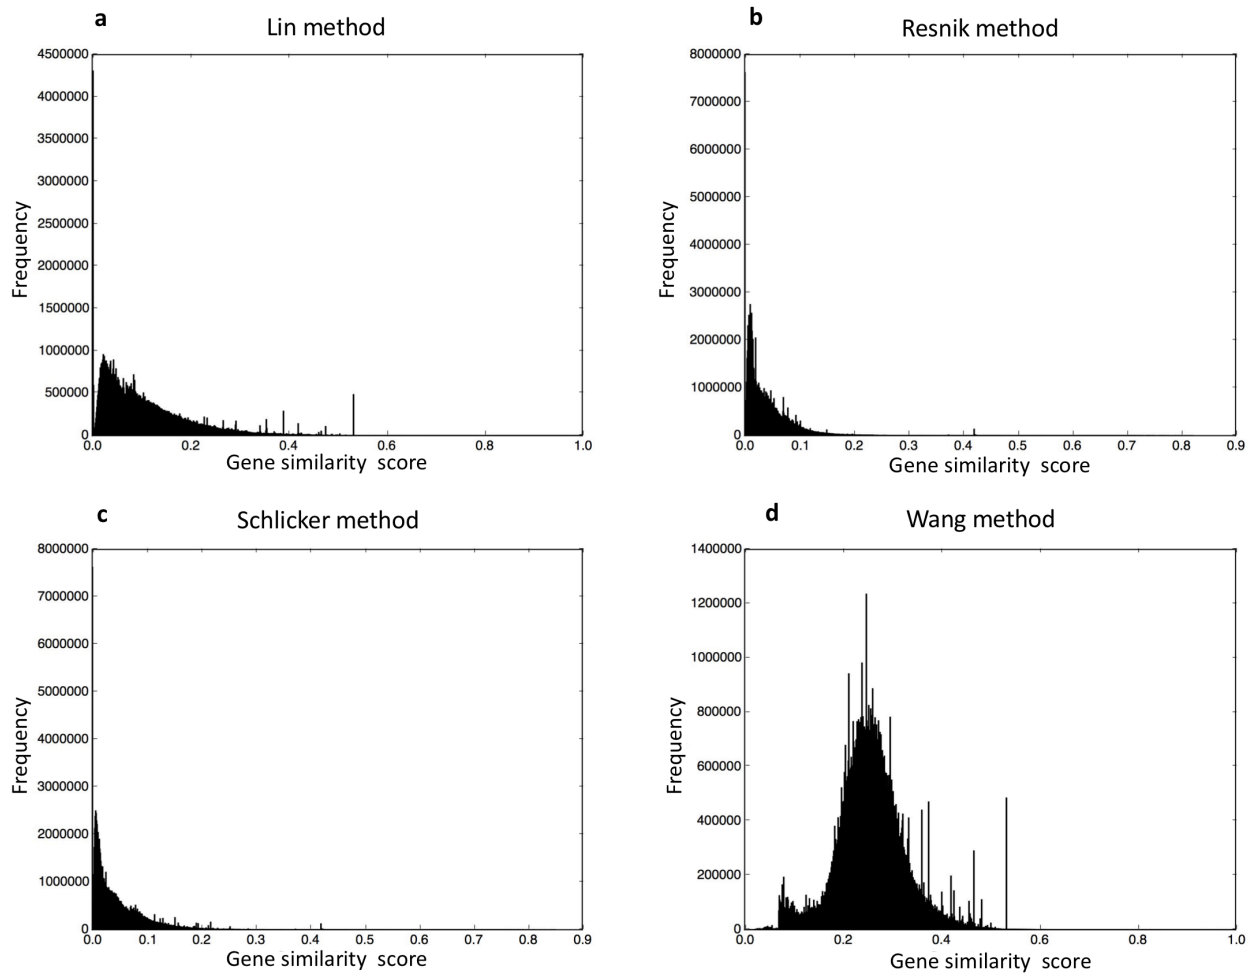 a
Lin method
4500000
4000000
3500000
3000000
2500000
2000000
1500000
1000000
500000
0
0.0 0.2 0.4 0.6 0.8 1.0
Gene similarity score
Frequency
b
Resnik method
8000000
7000000
6000000
5000000
4000000
3000000
2000000
1000000
0
0.0 0.1 0.2 0.3 0.4 0.5 0.6 0.7 0.8 0.9
Gene similarity score
Frequency
c
Schlicker method
8000000
7000000
6000000
5000000
4000000
3000000
2000000
1000000
0
0.0 0.1 0.2 0.3 0.4 0.5 0.6 0.7 0.8 0.9
Gene similarity score
Frequency
d
Wang method
1400000
1200000
1000000
800000
600000
400000
200000
0
0.0 0.2 0.4 0.6 0.8 1.0
Gene similarity score
Frequency